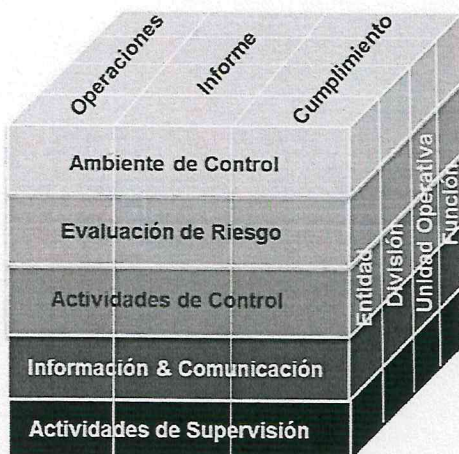 Operaciones
Informe
Cumplimiento
Ambiente de Control
Evaluación de Riesgo
Actividades de Control
Información & Comunicación
Actividades de Supervisión
Entidad
División
Unidad Operativa
Función